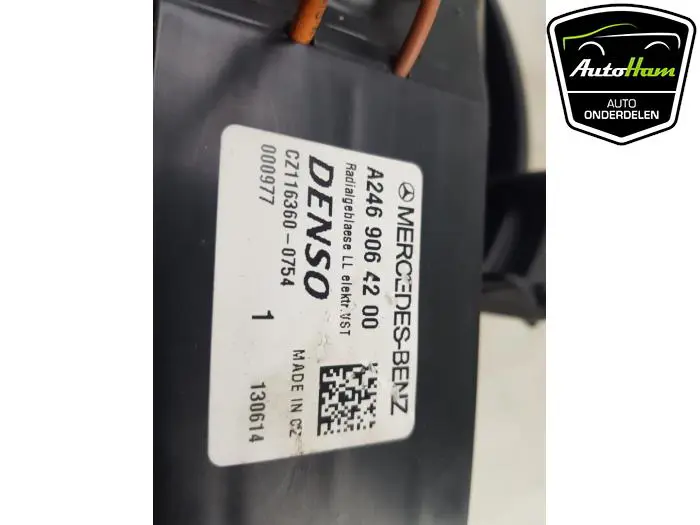 MERCEDES-BENZ
A246 906 42 00
Radialgeblaese LL elektr.VST
DENSO
CZ116360-0754
000977
1
MADE IN CZ
130614
AutoHam
AUTO
ONDERDELEN